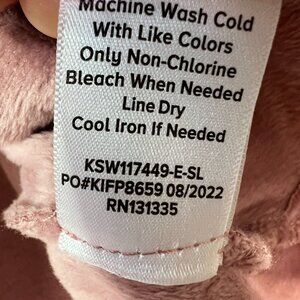 Machine Wash Cold
With Like Colors
Only Non-Chlorine
Bleach When Needed
Line Dry
Cool Iron If Needed
KSW117449-E-SL
PO#KIFP8659 08/2022
RN131335